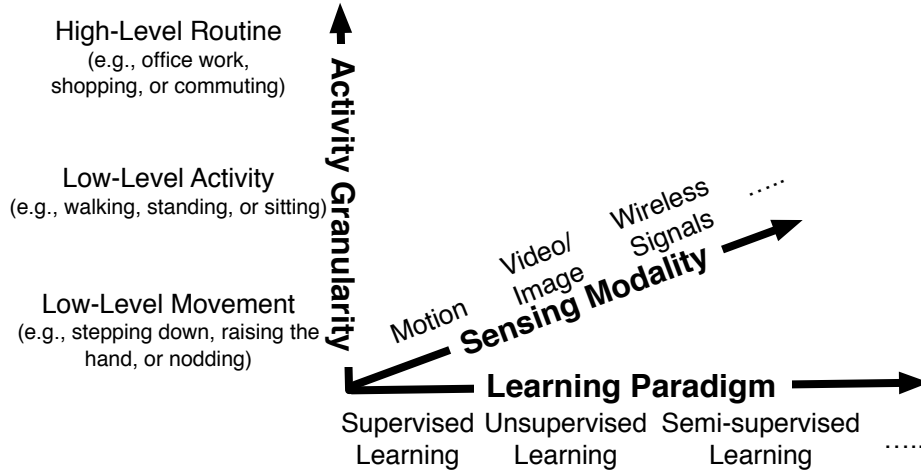 High-Level Routine
(e.g., office work,
shopping, or commuting)
Low-Level Activity
(e.g., walking, standing, or sitting)
Low-Level Movement
(e.g., stepping down, raising the
hand, or nodding)
Activity Granularity
Motion
Video/
Image
Wireless
Signals
.....
Sensing Modality
Learning Paradigm
Supervised
Learning
Unsupervised
Learning
Semi-supervised
Learning
.....